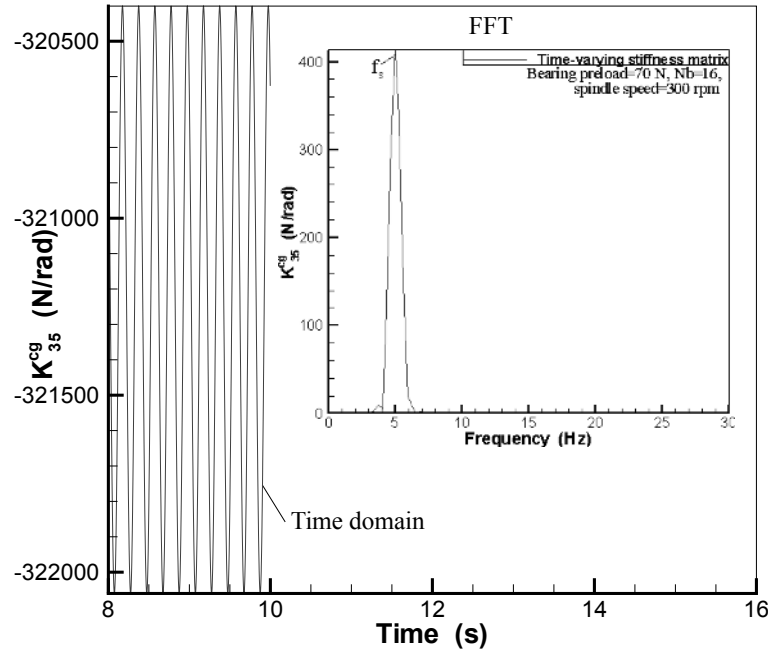 FFT
-320500
-321000
-321500
-322000
K35cg (N/rad)
8
10
12
14
16
Time (s)
Time domain
fs
Time-varying stiffness matrix
Bearing preload=70 N, Nb=16,
spindle speed=300 rpm
400
300
200
100
0
K35cg (N/rad)
0
5
10
15
20
25
30
Frequency (Hz)